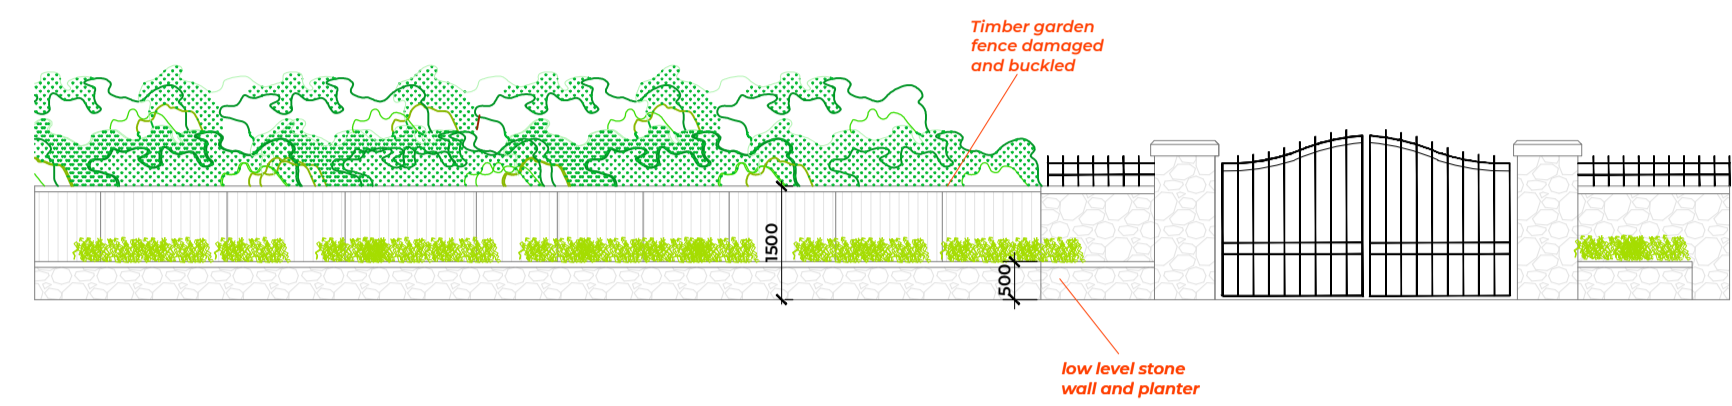 Timber garden
fence damaged
and buckled
1500
500
low level stone
wall and planter